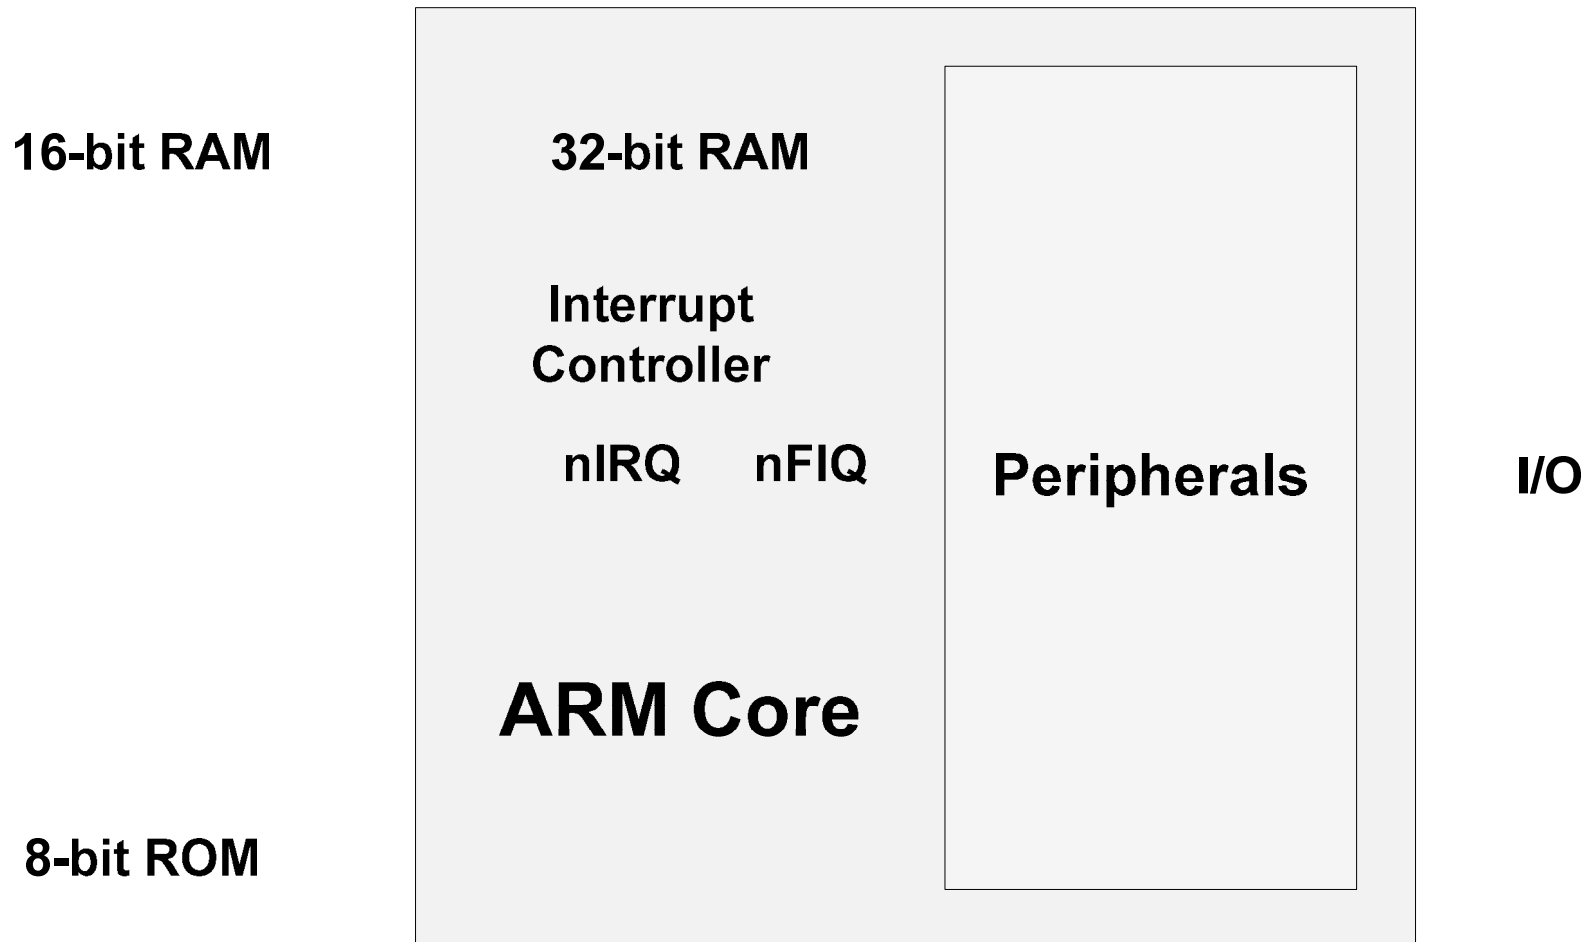 16-bit RAM
32-bit RAM
Interrupt
Controller
nIRQ
nFIQ
Peripherals
I/O
ARM Core
8-bit ROM